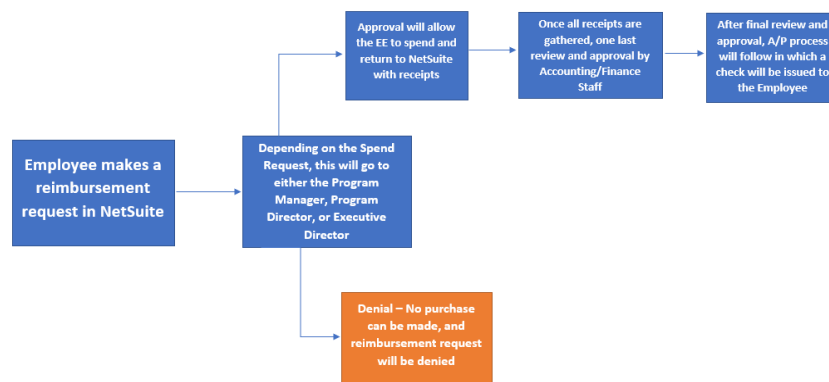 Approval will allow
the EE to spend and
return to NetSuite
with receipts
Once all receipts are
gathered, one last
review and approval by
Accounting/Finance
Staff
After final review and
approval, A/P process
will follow in which a
check will be issued to
the Employee
Employee makes a
reimbursement
request in NetSuite
Depending on the Spend
Request, this will go to
either the Program
Manager, Program
Director, or Executive
Director
Denial – No purchase
can be made, and
reimbursement request
will be denied